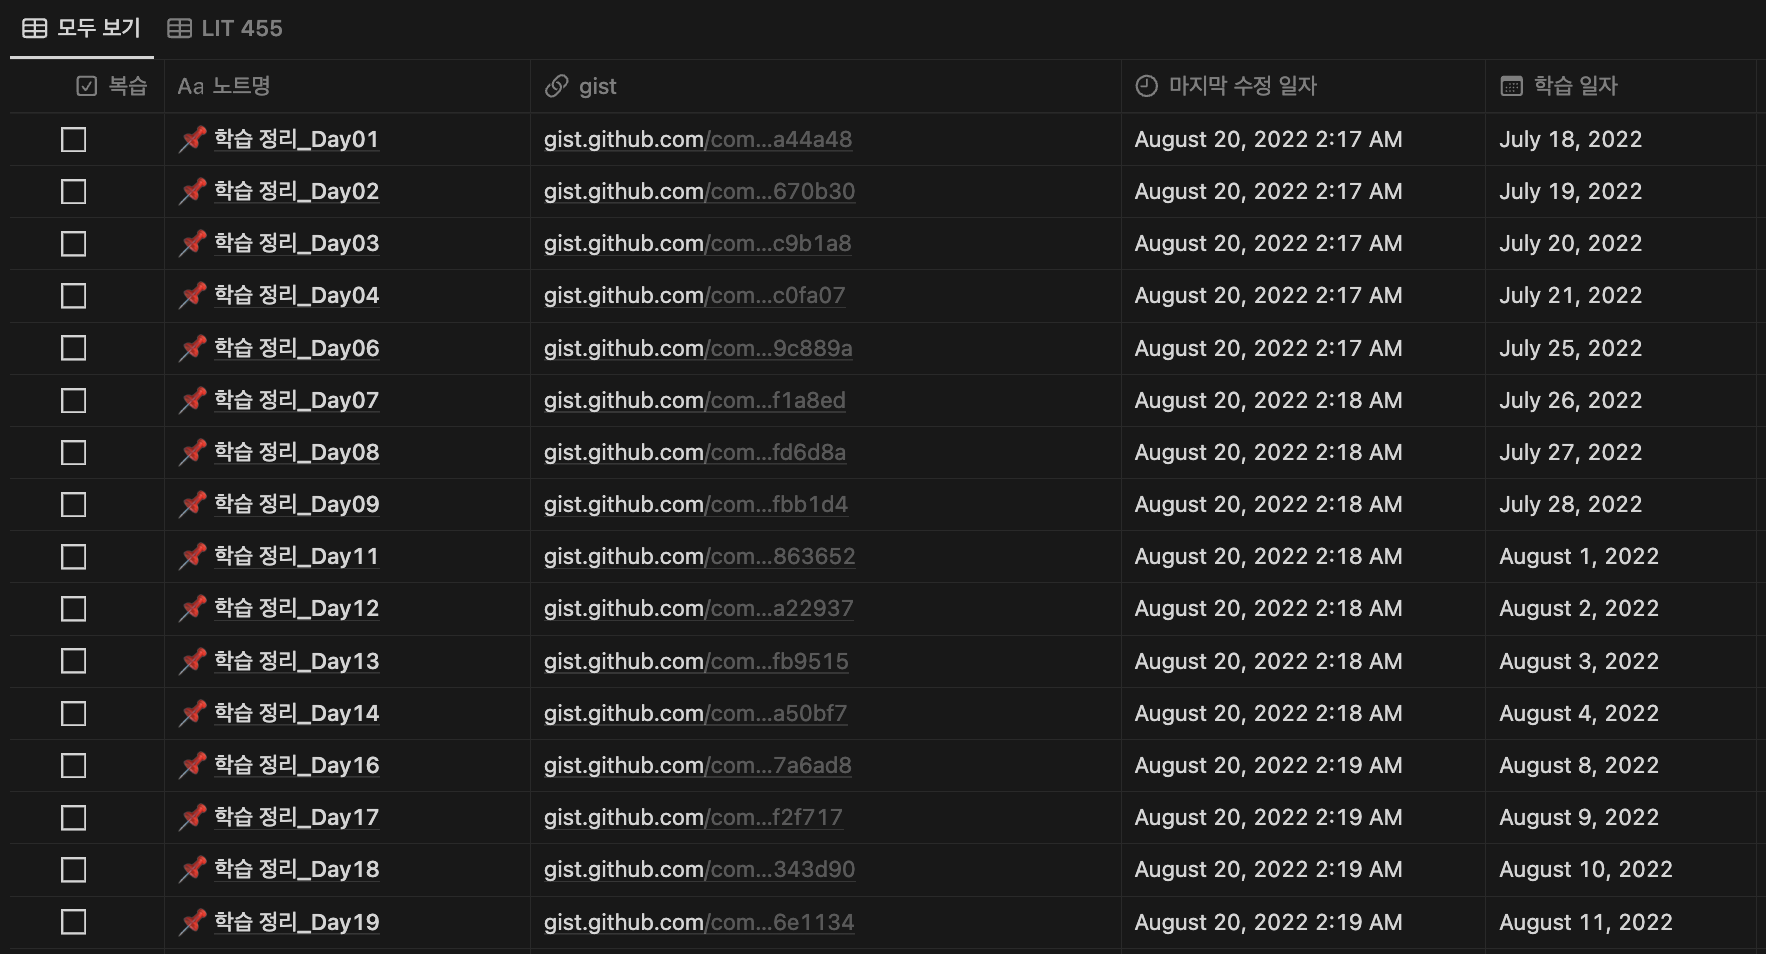 모두 보기 LIT 455
복습 Aa 노트명 gist 마지막 수정 일자 학습 일자
학습 정리_Day01 gist.github.com/com...a44a48 August 20, 2022 2:17 AM July 18, 2022
학습 정리_Day02 gist.github.com/com...670b30 August 20, 2022 2:17 AM July 19, 2022
학습 정리_Day03 gist.github.com/com...c9b1a8 August 20, 2022 2:17 AM July 20, 2022
학습 정리_Day04 gist.github.com/com...c0fa07 August 20, 2022 2:17 AM July 21, 2022
학습 정리_Day06 gist.github.com/com...9c889a August 20, 2022 2:17 AM July 25, 2022
학습 정리_Day07 gist.github.com/com...f1a8ed August 20, 2022 2:18 AM July 26, 2022
학습 정리_Day08 gist.github.com/com...fd6d8a August 20, 2022 2:18 AM July 27, 2022
학습 정리_Day09 gist.github.com/com...fbb1d4 August 20, 2022 2:18 AM July 28, 2022
학습 정리_Day11 gist.github.com/com...863652 August 20, 2022 2:18 AM August 1, 2022
학습 정리_Day12 gist.github.com/com...a22937 August 20, 2022 2:18 AM August 2, 2022
학습 정리_Day13 gist.github.com/com...fb9515 August 20, 2022 2:18 AM August 3, 2022
학습 정리_Day14 gist.github.com/com...a50bf7 August 20, 2022 2:18 AM August 4, 2022
학습 정리_Day16 gist.github.com/com...7a6ad8 August 20, 2022 2:19 AM August 8, 2022
학습 정리_Day17 gist.github.com/com...f2f717 August 20, 2022 2:19 AM August 9, 2022
학습 정리_Day18 gist.github.com/com...343d90 August 20, 2022 2:19 AM August 10, 2022
학습 정리_Day19 gist.github.com/com...6e1134 August 20, 2022 2:19 AM August 11, 2022